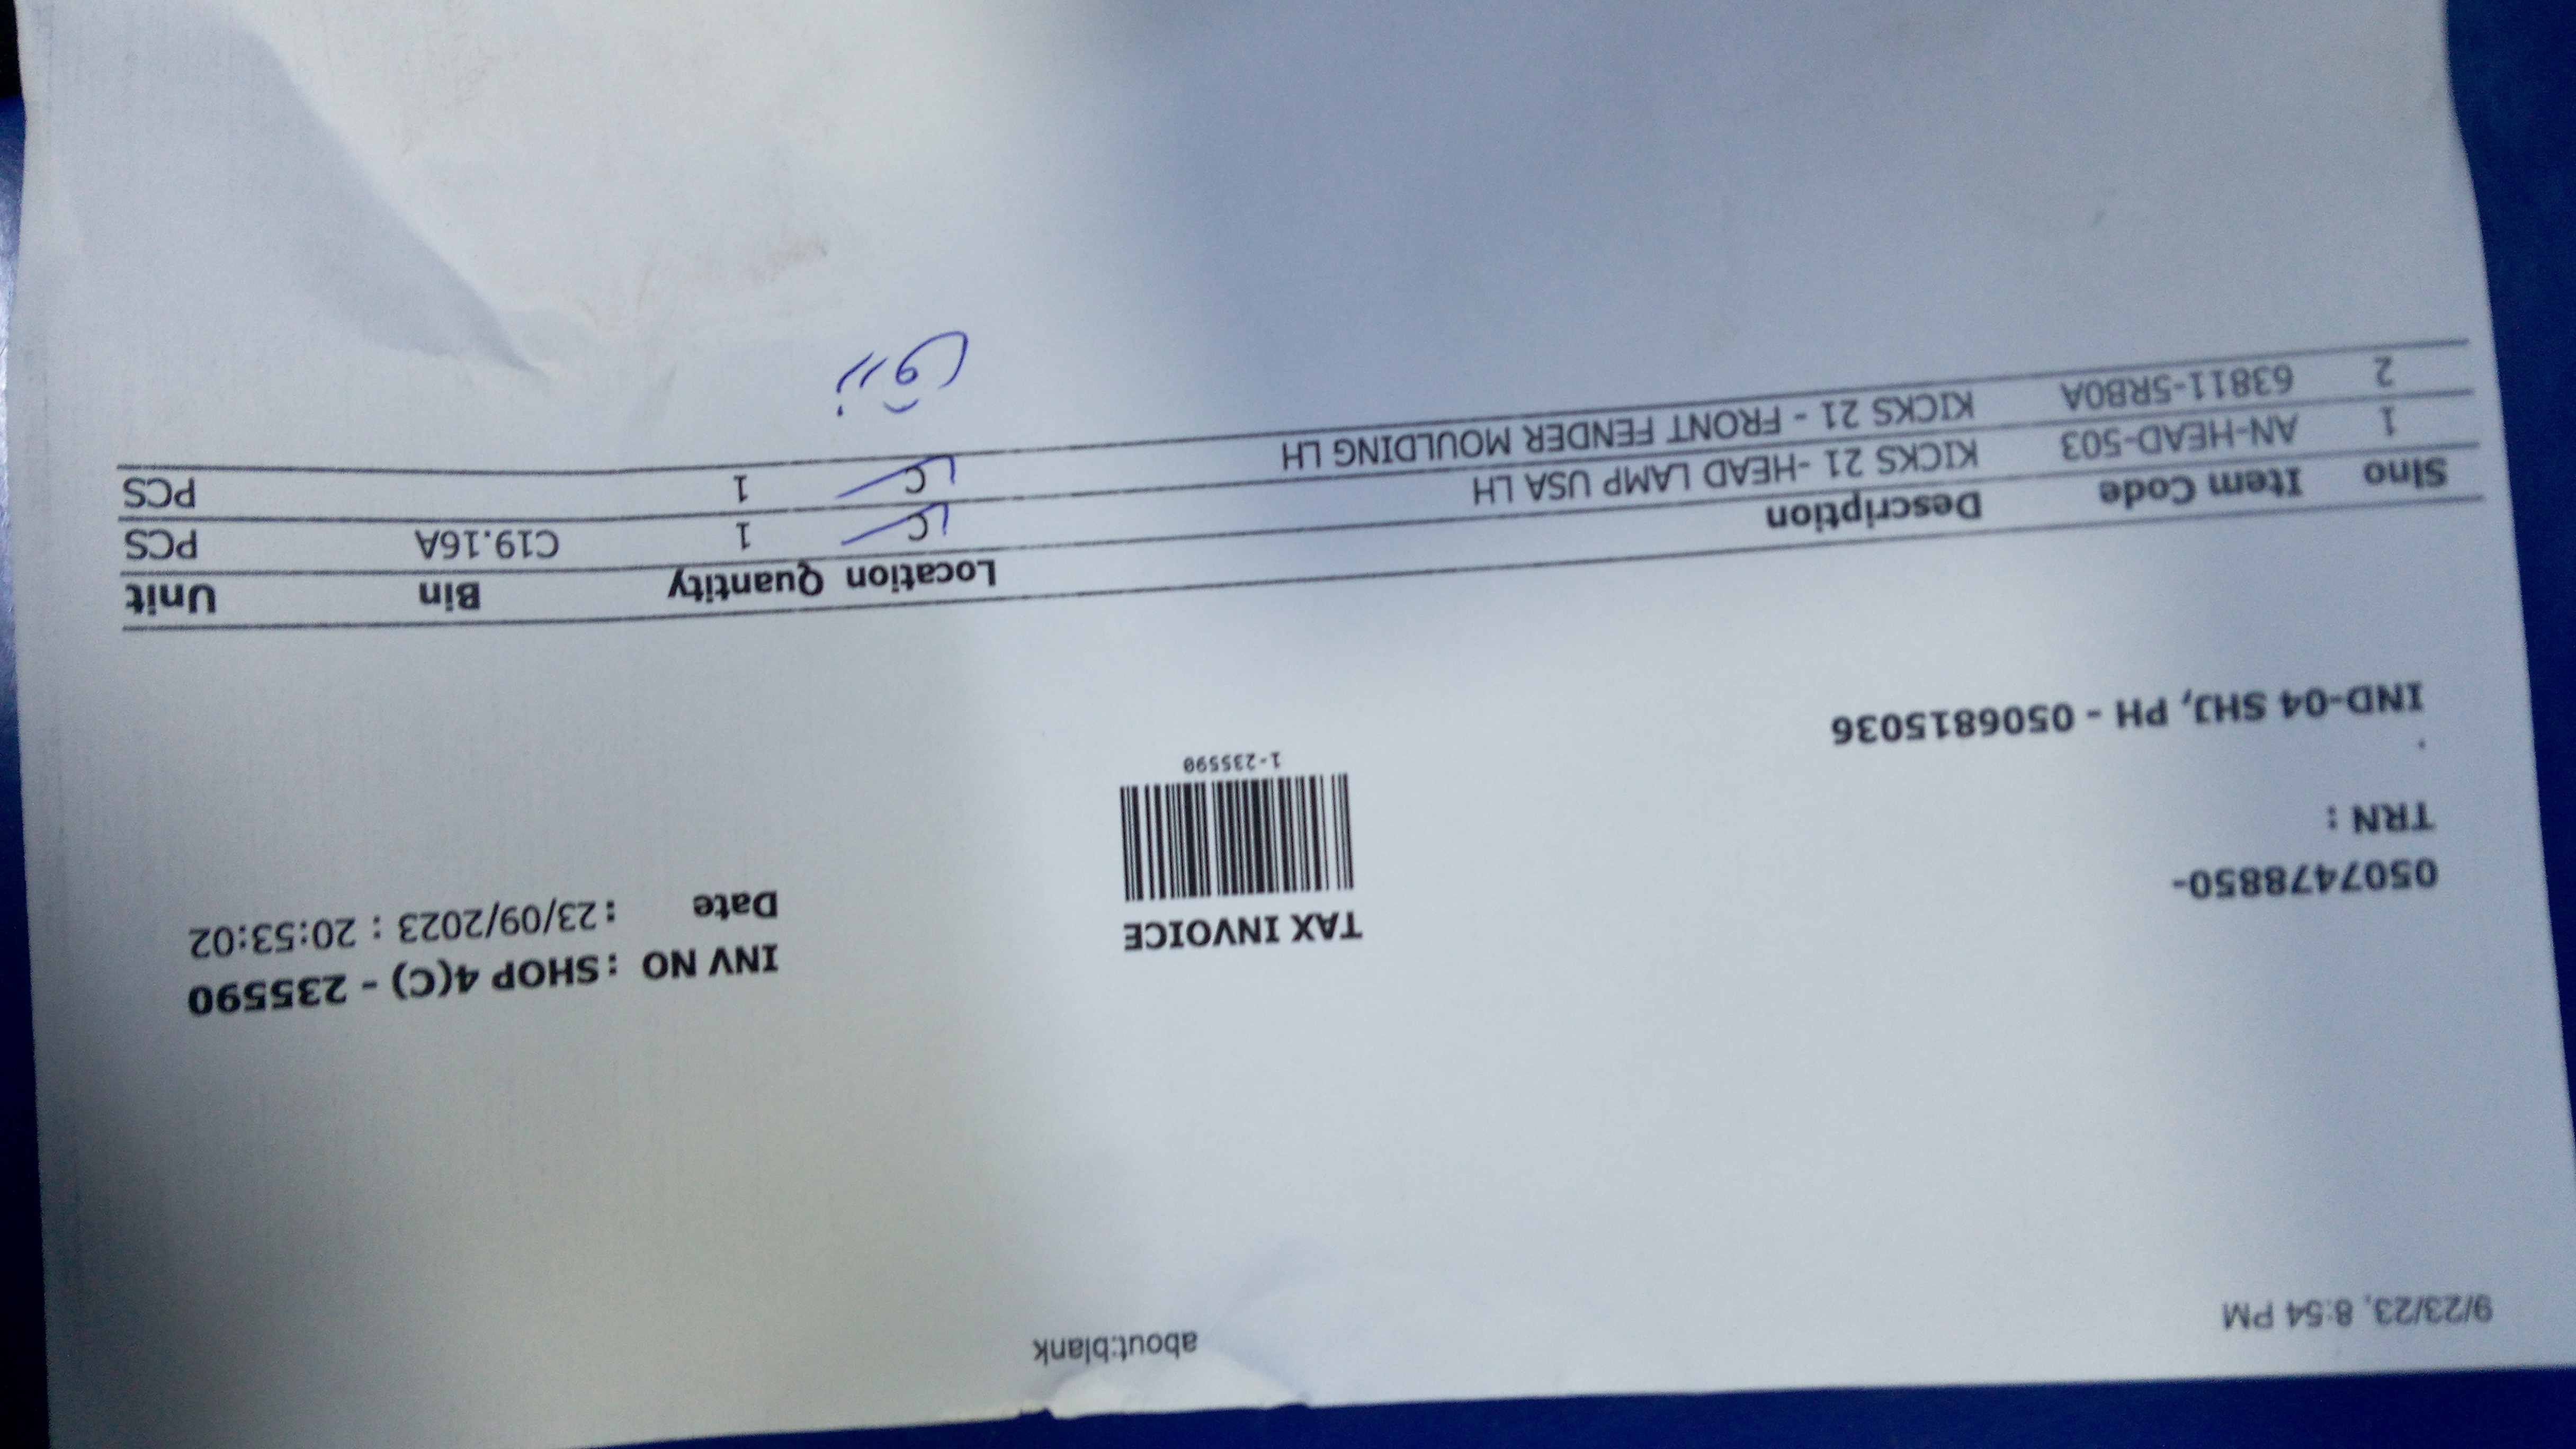 9/23/23, 8:54 PM about:blank
0507478850- TAX INVOICE INV NO : SHOP 4(C) - 235590
TRN : Date : 23/09/2023 : 20:53:02
1-235590
.
IND-04 SHJ, PH - 0506815036
Slno Item Code Description Location Quantity Bin Unit
1 AN-HEAD-503 KICKS 21 -HEAD LAMP USA LH LC 1 C19.16A PCS
2 63811-5RB0A KICKS 21 - FRONT FENDER MOULDING LH LC 1 PCS